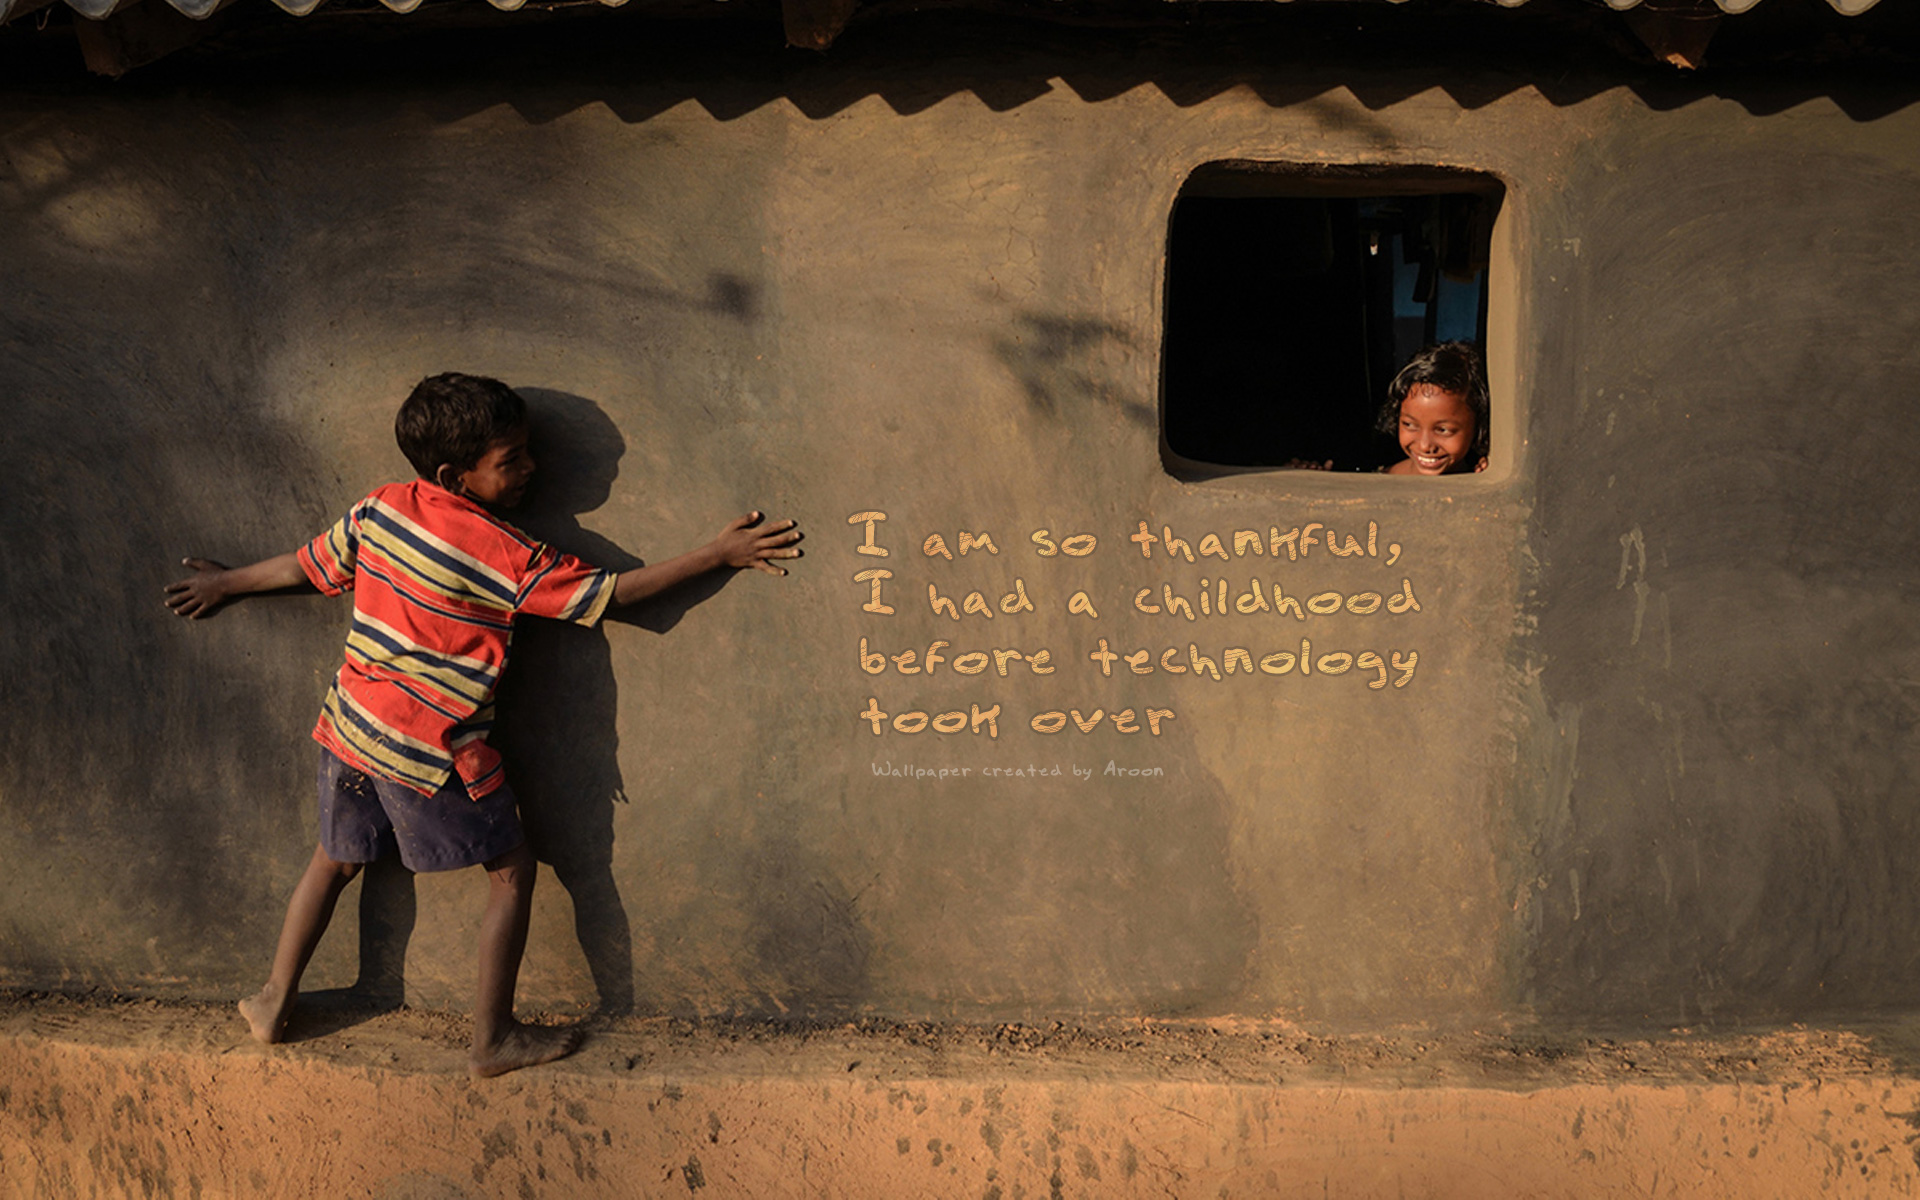 I am so thankful,
I had a childhood
before technology
took over
Wallpaper created by Aroon